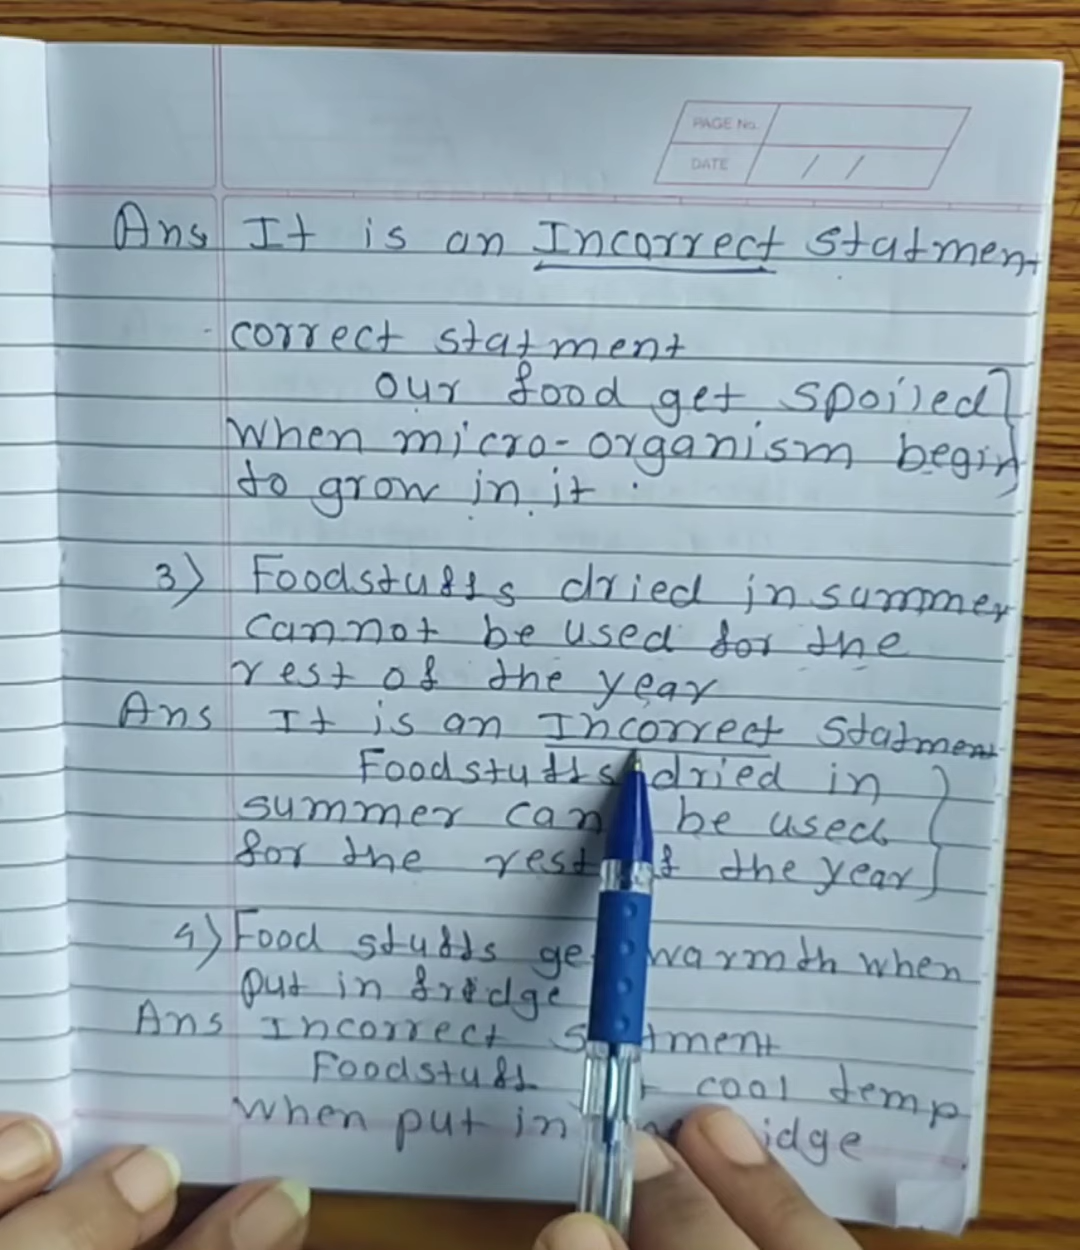 PAGE No.
DATE / /
Ans It is an Incorrect statment
correct statment
our food get spoiled
when micro-organism begin
to grow in it.
3) Foodstuffs dried in summer
cannot be used for the
rest of the year
Ans It is an Incorrect statment
Foodstuffs dried in
summer can be used
for the rest the year
4) Food stuffs warmth when
put in fridge
Ans Incorrect
Foodstuff cool temp
when put in